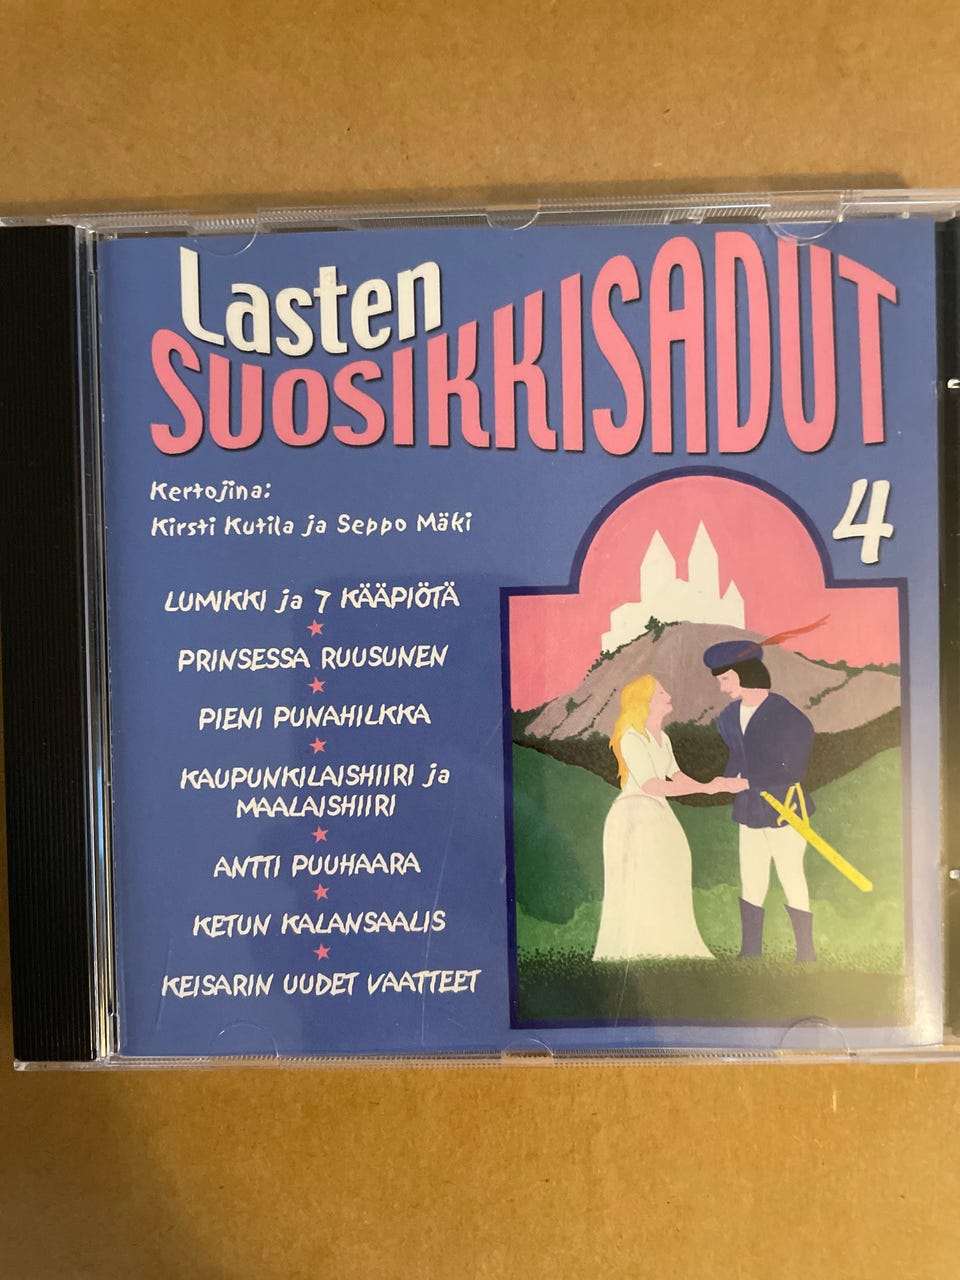 Lasten
SUOSIKKISADUT
4
Kertojina:
Kirsti Kutila ja Seppo Mäki
LUMIKKI ja 7 KÄÄPIÖTÄ
PRINSESSA RUUSUNEN
PIENI PUNAHILKKA
KAUPUNKILAISHIIRI ja
MAALAISHIIRI
ANTTI PUUHAARA
KETUN KALANSAALIS
KEISARIN UUDET VAATTEET